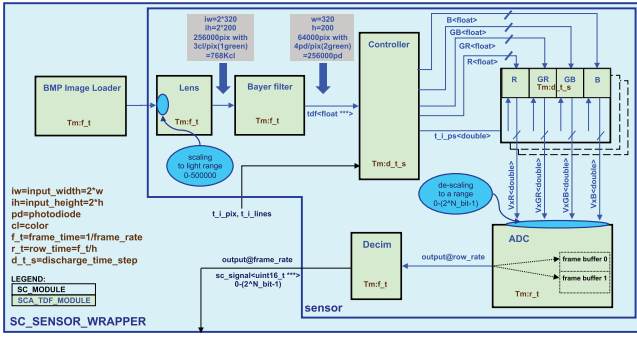 iw=2*320
ih=2*200
256000pix with
3cl/pix(1green)
=768Kcl
w=320
h=200
64000pix with
4pd/pix(2green)
=256000pd
Controller
Tm:d_t_s
B<float>
GB<float>
GR<float>
R<float>
R GR GB B
Tm:d_t_s
BMP Image Loader
Tm:f_t
Lens
Tm:f_t
Bayer filter
Tm:f_t
tdf<float ***>
t_i_ps<double>
scaling
to light range
0-500000
t_i_pix, t_i_lines
VxR<double>
VxGR<double>
VxGB<double>
VxB<double>
de-scaling
to a range
0-(2^N_bit-1)
iw=input_width=2*w
ih=input_height=2*h
pd=photodiode
cl=color
f_t=frame_time=1/frame_rate
r_t=row_time=f_t/h
d_t_s=discharge_time_step
LEGEND:
SC_MODULE
SCA_TDF_MODULE
output@frame_rate
sc_signal<uint16_t ***>
0-(2^N_bit-1)
Decim
Tm:f_t
output@row_rate
ADC
frame buffer 0
frame buffer 1
Tm:r_t
sensor
SC_SENSOR_WRAPPER